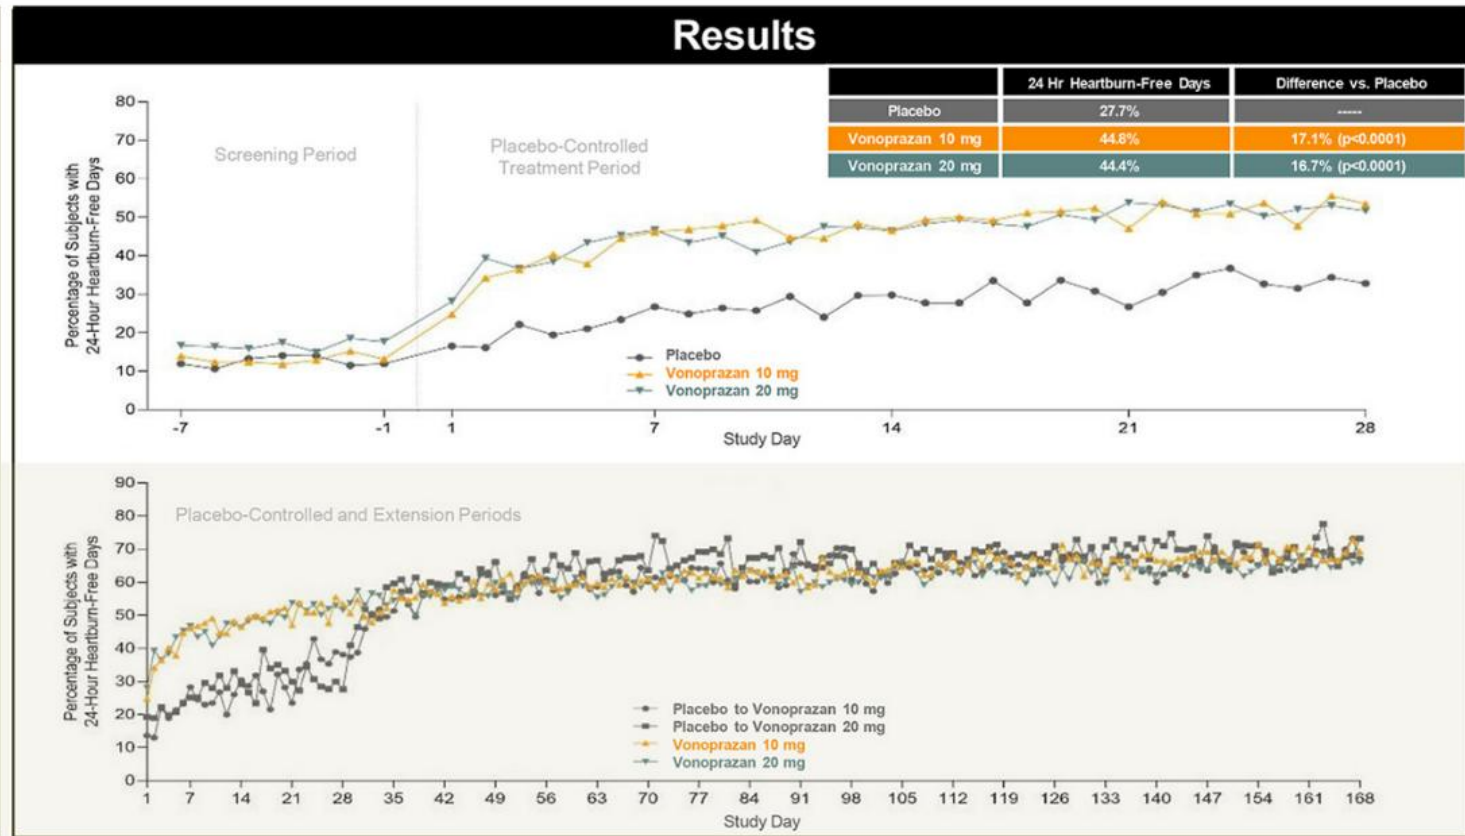 Results
24 Hr Heartburn-Free Days Difference vs. Placebo
Placebo 27.7% -----
Vonoprazan 10 mg 44.8% 17.1% (p<0.0001)
Vonoprazan 20 mg 44.4% 16.7% (p<0.0001)
Percentage of Subjects with
24-Hour Heartburn-Free Days
80
70
60
50
40
30
20
10
0
Screening Period
Placebo-Controlled
Treatment Period
Placebo
Vonoprazan 10 mg
Vonoprazan 20 mg
-7 -1 1 7 14 21 28
Study Day
Percentage of Subjects with
24-Hour Heartburn-Free Days
90
80
70
60
50
40
30
20
10
0
Placebo-Controlled and Extension Periods
Placebo to Vonoprazan 10 mg
Placebo to Vonoprazan 20 mg
Vonoprazan 10 mg
Vonoprazan 20 mg
1 7 14 21 28 35 42 49 56 63 70 77 84 91 98 105 112 119 126 133 140 147 154 161 168
Study Day